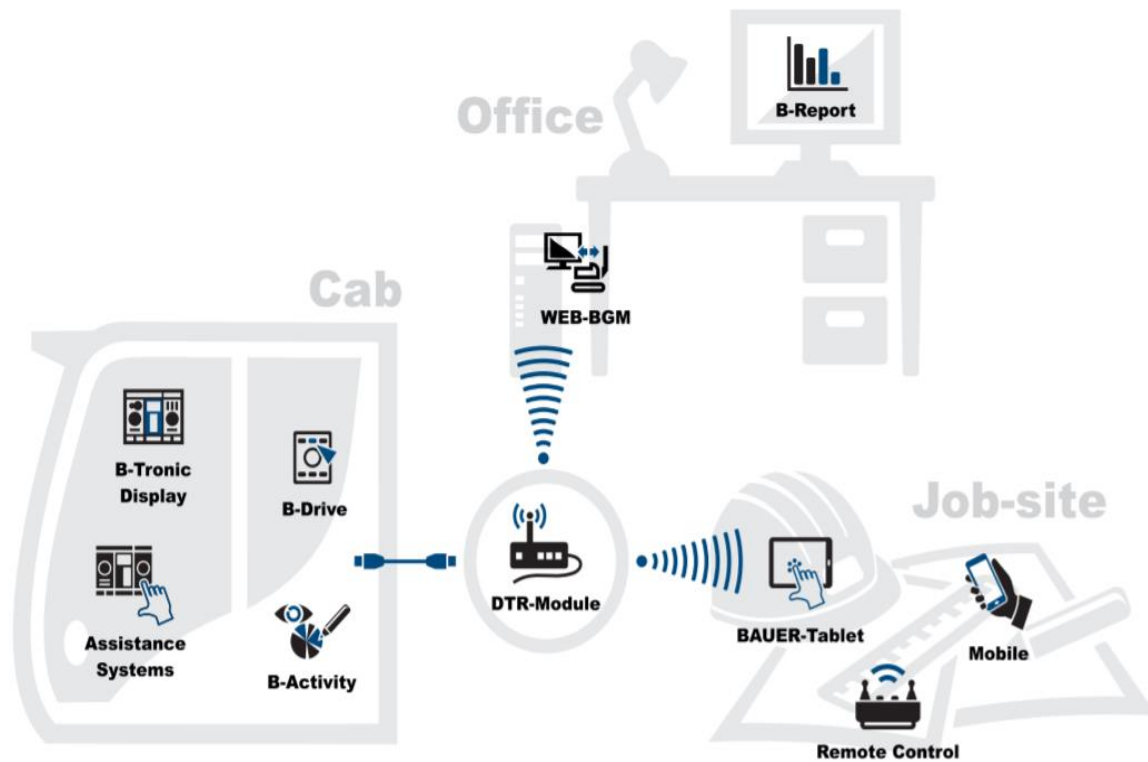 Office
B-Report
WEB-BGM
Cab
B-Tronic
Display
B-Drive
Assistance
Systems
B-Activity
DTR-Module
Job-site
BAUER-Tablet
Mobile
Remote Control